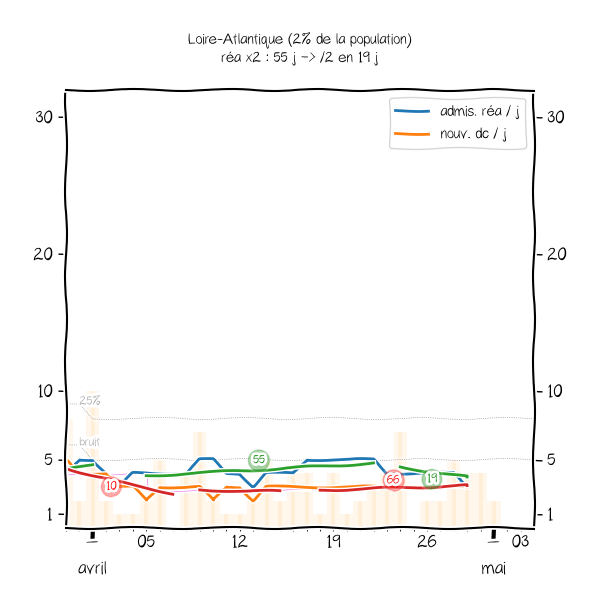 Loire-Atlantique (2% de la population)
réa x2 : 55 j -> /2 en 19 j
admis. réa / j
nouv. dc / j
30
30
20
20
10
10
25%
bruit
5
5
55
10
66
19
1
1
05
12
19
26
03
avril
mai